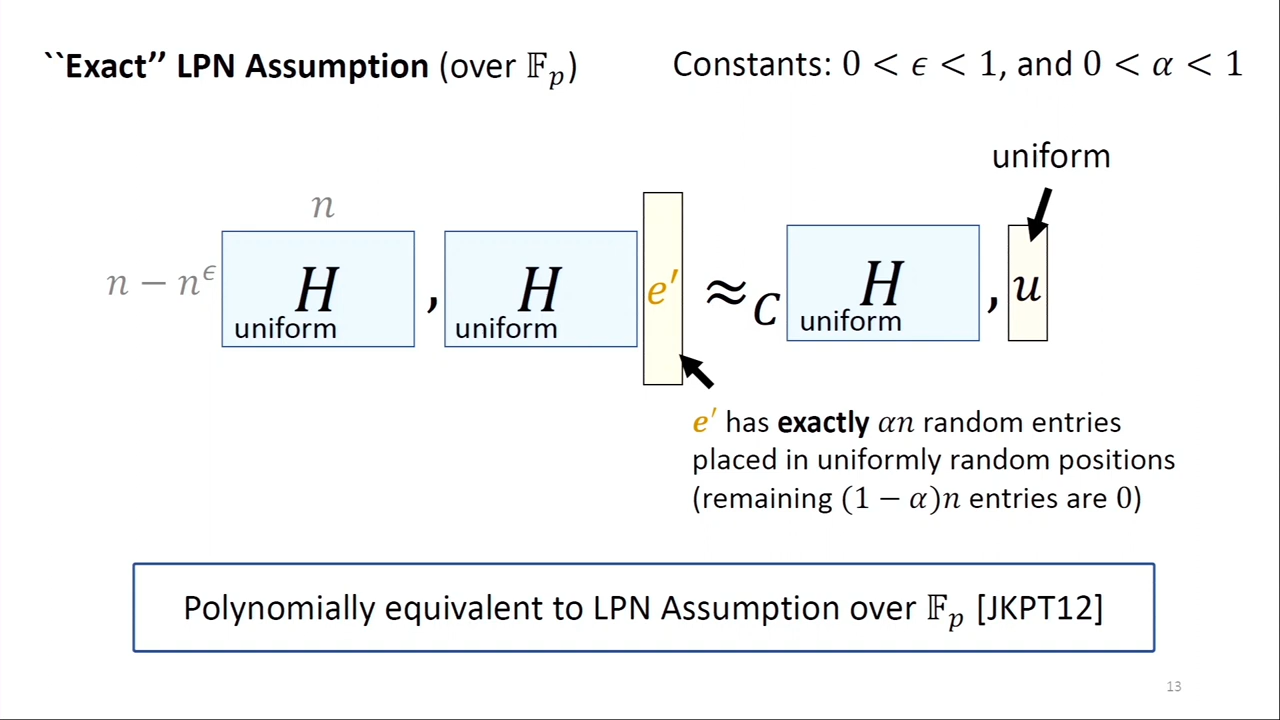 ``Exact’’ LPN Assumption (over 𝔽ₚ)
Constants: 0 < ϵ < 1, and 0 < α < 1
uniform
n
n − n^ϵ
H
uniform
,
H
uniform
e′
≈_C
H
uniform
,
u
e′ has exactly αn random entries
placed in uniformly random positions
(remaining (1 − α)n entries are 0)
Polynomially equivalent to LPN Assumption over 𝔽ₚ [JKPT12]
13